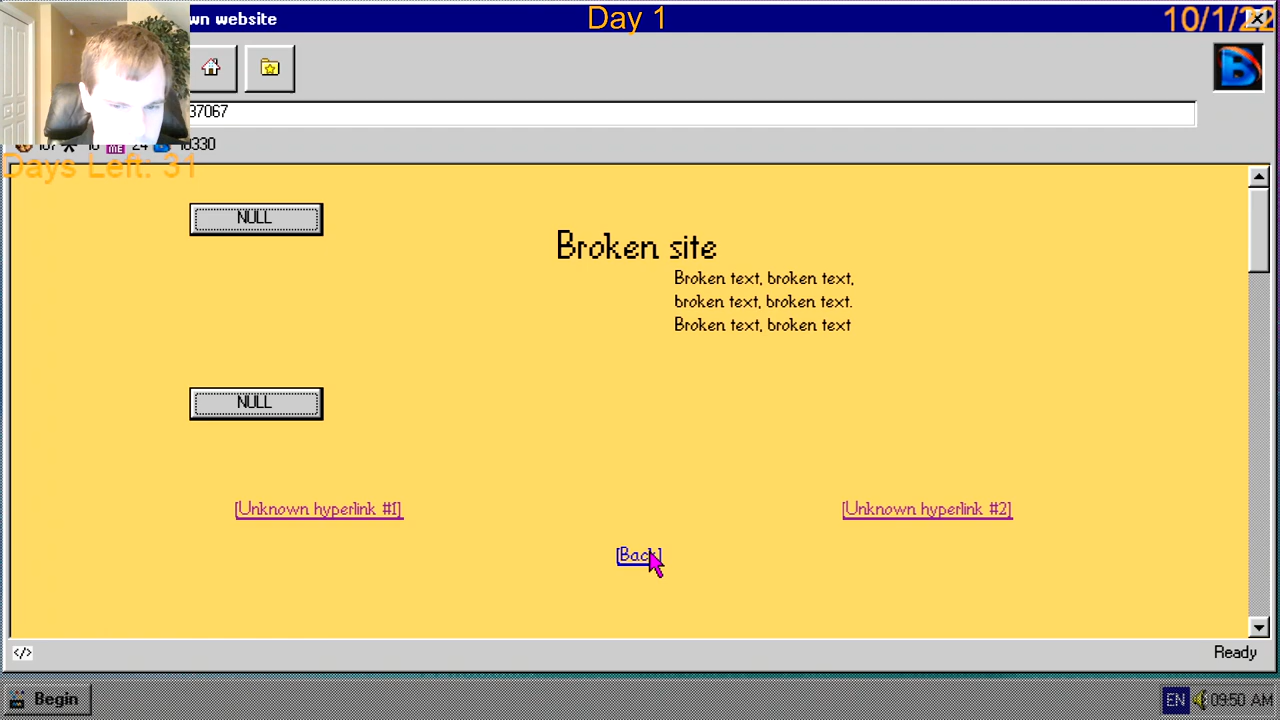 wn website
Day 1
10/1/22
37067
10330
Days Left: 31
NULL
Broken site
Broken text, broken text,
broken text, broken text.
Broken text, broken text
NULL
[Unknown hyperlink #1]
[Unknown hyperlink #2]
[Back]
</>
Ready
Begin
EN
09:50 AM